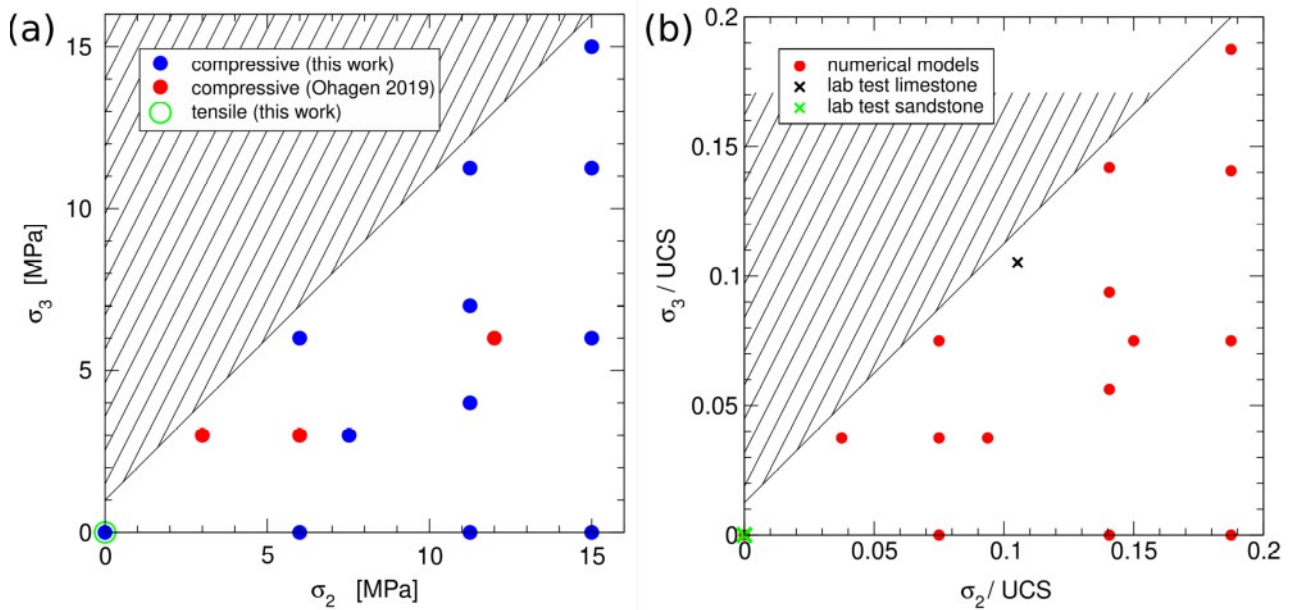 (a)
compressive (this work)
compressive (Ohagen 2019)
tensile (this work)
15
10
5
0
σ3 [MPa]
0
5
10
15
σ2 [MPa]
(b)
numerical models
lab test limestone
lab test sandstone
0.2
0.15
0.1
0.05
0
σ3 / UCS
0
0.05
0.1
0.15
0.2
σ2 / UCS